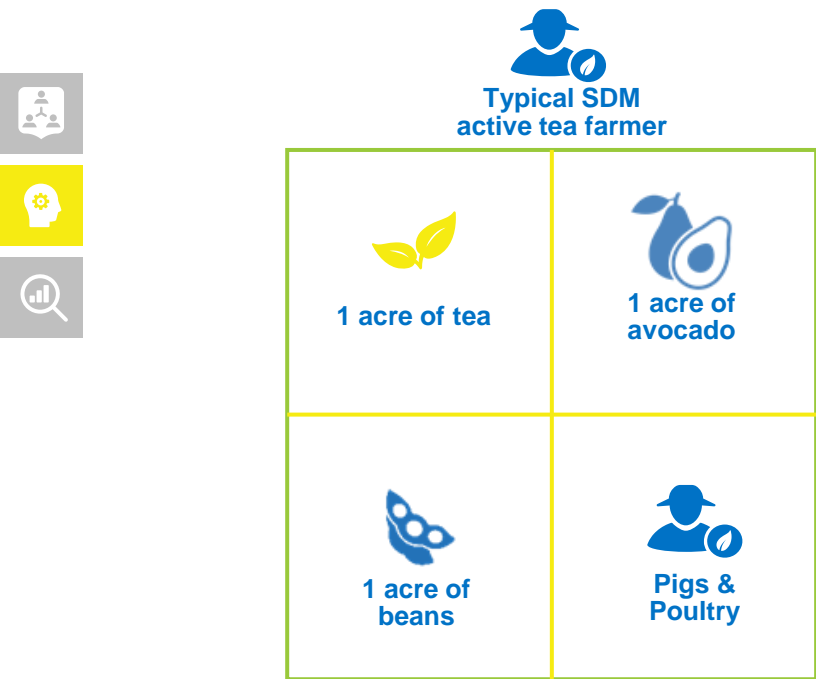 Typical SDM
active tea farmer
1 acre of tea
1 acre of
avocado
1 acre of
beans
Pigs &
Poultry